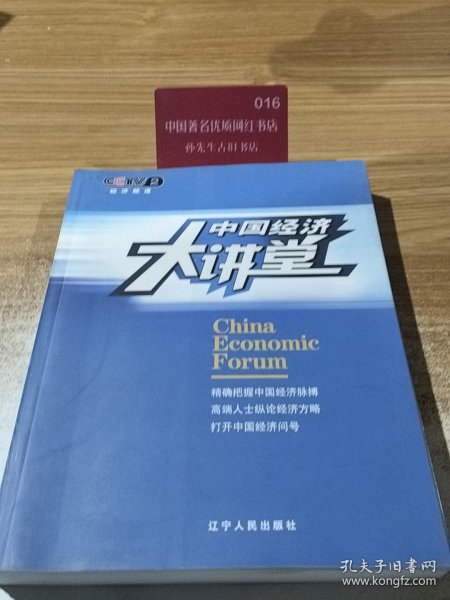 016
中国著名优质网红书店
孙先生古旧书店
CCTV 2
经济频道
中国经济
大讲堂
China
Economic
Forum
精确把握中国经济脉搏
高端人士纵论经济方略
打开中国经济问号
辽宁人民出版社
孔夫子旧书网
www.kongfz.com